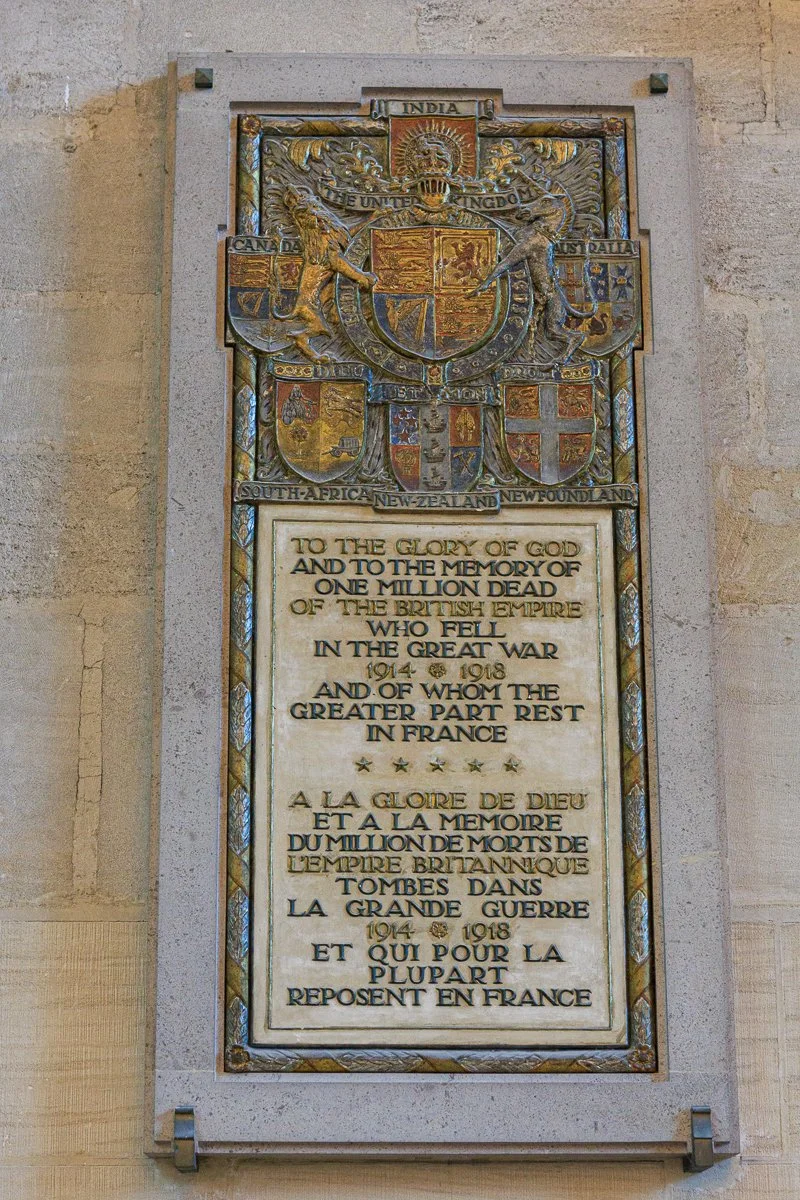 INDIA
THE UNITED KINGDOM
CANADA
AUSTRALIA
DIEU
ET MON
SOUTH-AFRICA
NEW-ZEALAND
NEWFOUNDLAND
TO THE GLORY OF GOD
AND TO THE MEMORY OF
ONE MILLION DEAD
OF THE BRITISH EMPIRE
WHO FELL
IN THE GREAT WAR
1914 1918
AND OF WHOM THE
GREATER PART REST
IN FRANCE
A LA GLOIRE DE DIEU
ET A LA MEMOIRE
DU MILLION DE MORTS DE
L'EMPIRE BRITANNIQUE
TOMBES DANS
LA GRANDE GUERRE
1914 1918
ET QUI POUR LA
PLUPART
REPOSENT EN FRANCE